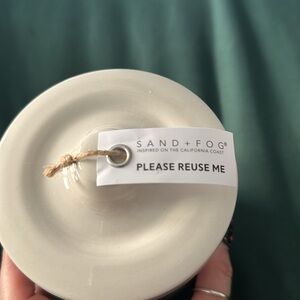 SAND + FOG®
INSPIRED ON THE CALIFORNIA COAST
PLEASE REUSE ME